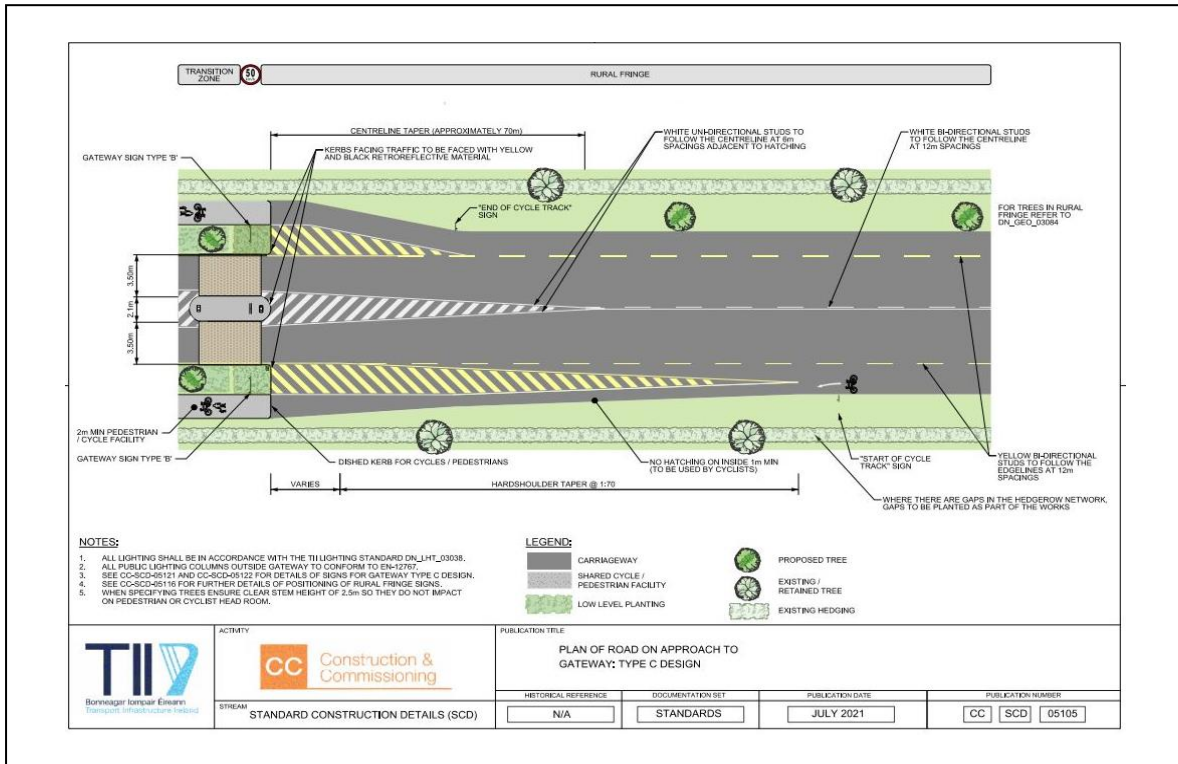 TRANSITION
ZONE
50
RURAL FRINGE
CENTRELINE TAPER (APPROXIMATELY 70m)
KERBS FACING TRAFFIC TO BE FACED WITH YELLOW
AND BLACK RETROREFLECTIVE MATERIAL
GATEWAY SIGN TYPE 'B'
WHITE UNI-DIRECTIONAL STUDS TO
FOLLOW THE CENTRELINE AT 6m
SPACINGS ADJACENT TO HATCHING
WHITE BI-DIRECTIONAL STUDS
TO FOLLOW THE CENTRELINE
AT 12m SPACINGS
"END OF CYCLE TRACK"
SIGN
FOR TREES IN RURAL
FRINGE REFER TO
DN_GEO_03084
3.50m
2.1m
3.50m
2m MIN PEDESTRIAN
/ CYCLE FACILITY
GATEWAY SIGN TYPE 'B'
DISHED KERB FOR CYCLES / PEDESTRIANS
NO HATCHING ON INSIDE 1m MIN
(TO BE USED BY CYCLISTS)
"START OF CYCLE
TRACK" SIGN
YELLOW BI-DIRECTIONAL
STUDS TO FOLLOW THE
EDGELINES AT 12m
SPACINGS
VARIES
HARDSHOULDER TAPER @ 1:70
WHERE THERE ARE GAPS IN THE HEDGEROW NETWORK,
GAPS TO BE PLANTED AS PART OF THE WORKS
NOTES:
1. ALL LIGHTING SHALL BE IN ACCORDANCE WITH THE TII LIGHTING STANDARD DN_LHT_03038.
2. ALL PUBLIC LIGHTING COLUMNS OUTSIDE GATEWAY TO CONFORM TO EN-12767.
3. SEE CC-SCD-05121 AND CC-SCD-05122 FOR DETAILS OF SIGNS FOR GATEWAY TYPE C DESIGN.
4. SEE CC-SCD-05116 FOR FURTHER DETAILS OF POSITIONING OF RURAL FRINGE SIGNS.
5. WHEN SPECIFYING TREES ENSURE CLEAR STEM HEIGHT OF 2.5m SO THEY DO NOT IMPACT
ON PEDESTRIAN OR CYCLIST HEAD ROOM.
LEGEND:
CARRIAGEWAY
SHARED CYCLE /
PEDESTRIAN FACILITY
LOW LEVEL PLANTING
PROPOSED TREE
EXISTING /
RETAINED TREE
EXISTING HEDGING
TII
Bonneagar Iompair Éireann
Transport Infrastructure Ireland
ACTIVITY
CC
Construction &
Commissioning
STREAM
STANDARD CONSTRUCTION DETAILS (SCD)
PUBLICATION TITLE
PLAN OF ROAD ON APPROACH TO
GATEWAY: TYPE C DESIGN
HISTORICAL REFERENCE
N/A
DOCUMENTATION SET
STANDARDS
PUBLICATION DATE
JULY 2021
PUBLICATION NUMBER
CC SCD 05105